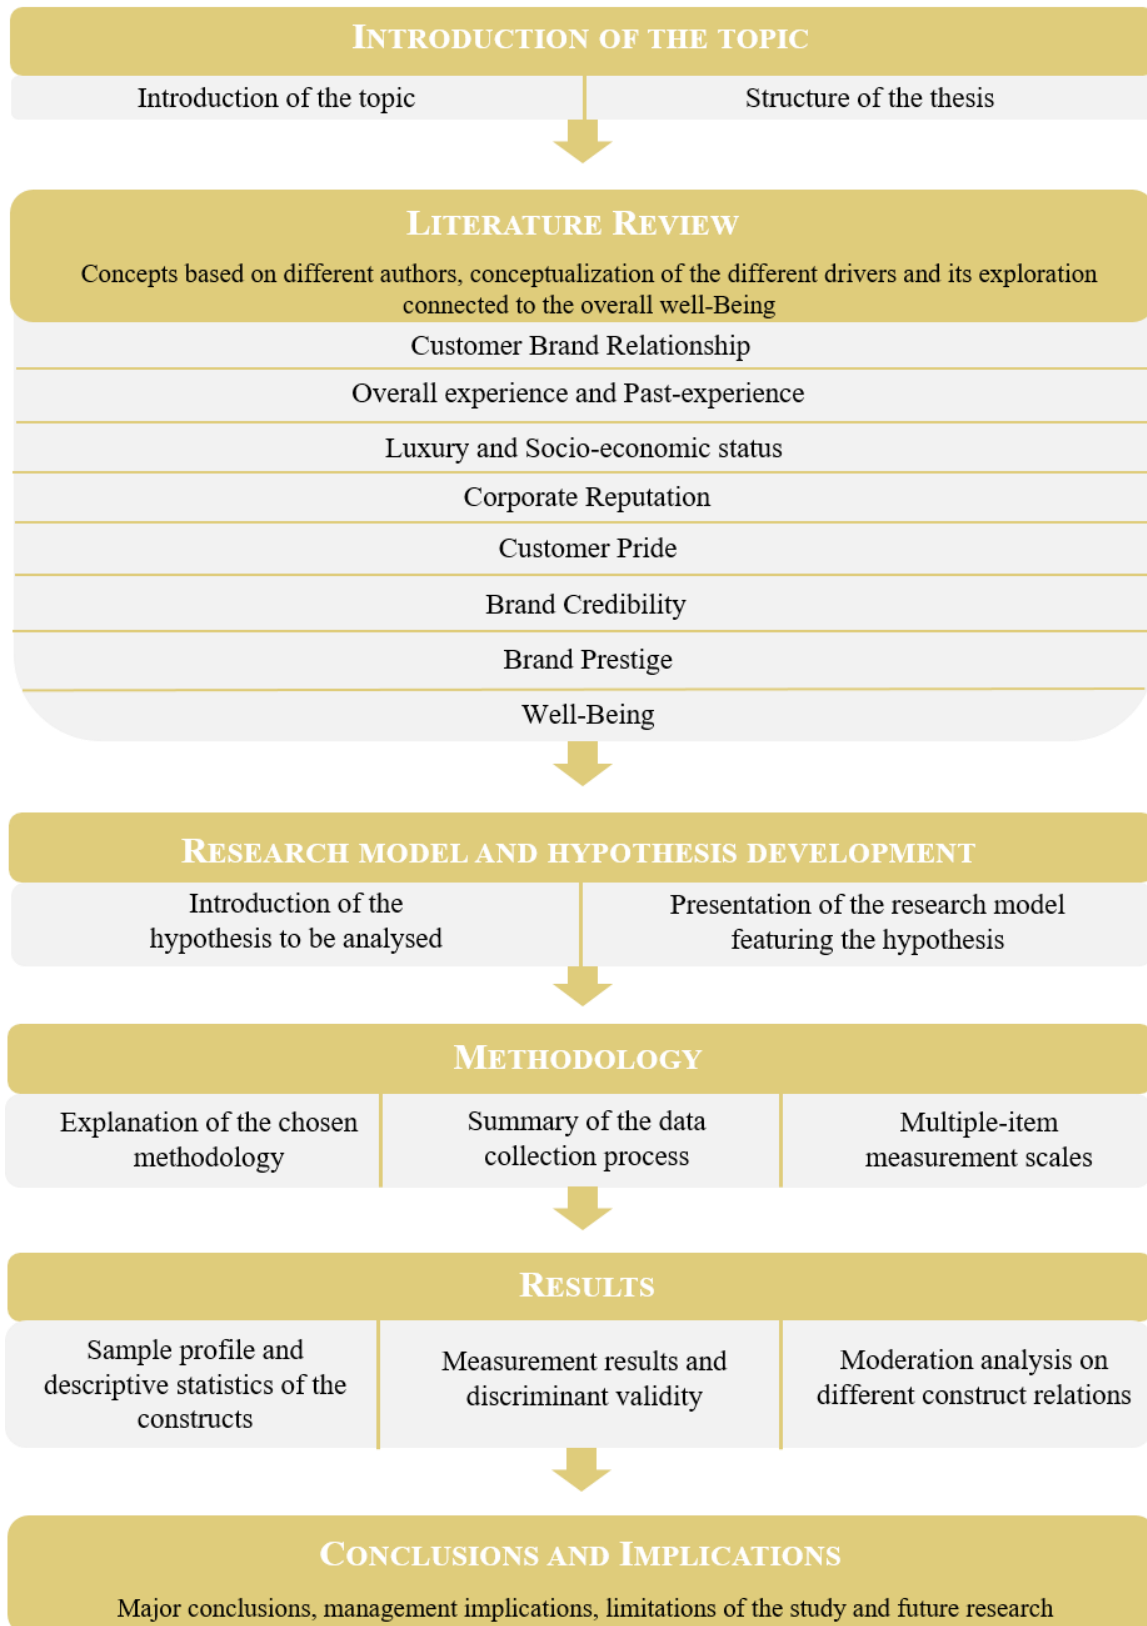 INTRODUCTION OF THE TOPIC
Introduction of the topic
Structure of the thesis
LITERATURE REVIEW
Concepts based on different authors, conceptualization of the different drivers and its exploration
connected to the overall well-Being
Customer Brand Relationship
Overall experience and Past-experience
Luxury and Socio-economic status
Corporate Reputation
Customer Pride
Brand Credibility
Brand Prestige
Well-Being
RESEARCH MODEL AND HYPOTHESIS DEVELOPMENT
Introduction of the
hypothesis to be analysed
Presentation of the research model
featuring the hypothesis
METHODOLOGY
Explanation of the chosen
methodology
Summary of the data
collection process
Multiple-item
measurement scales
RESULTS
Sample profile and
descriptive statistics of the
constructs
Measurement results and
discriminant validity
Moderation analysis on
different construct relations
CONCLUSIONS AND IMPLICATIONS
Major conclusions, management implications, limitations of the study and future research